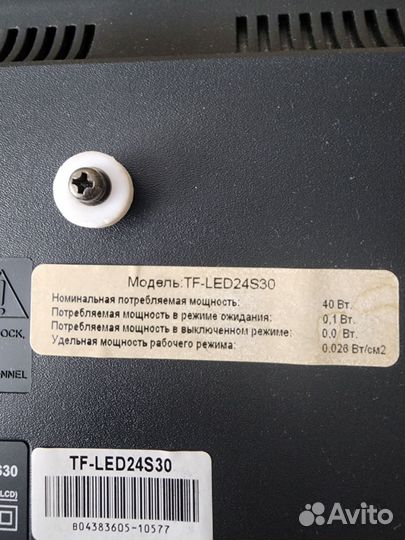 Модель:TF-LED24S30
Номинальная потребляемая мощность: 40 Вт.
Потребляемая мощность в режиме ожидания: 0,1 Вт.
Потребляемая мощность в выключенном режиме: 0.0 Вт.
Удельная мощность рабочего режима: 0.026 Вт/см2
OCK,
NNEL
S30
LCD)
TF-LED24S30
B04383605-10577
Avito